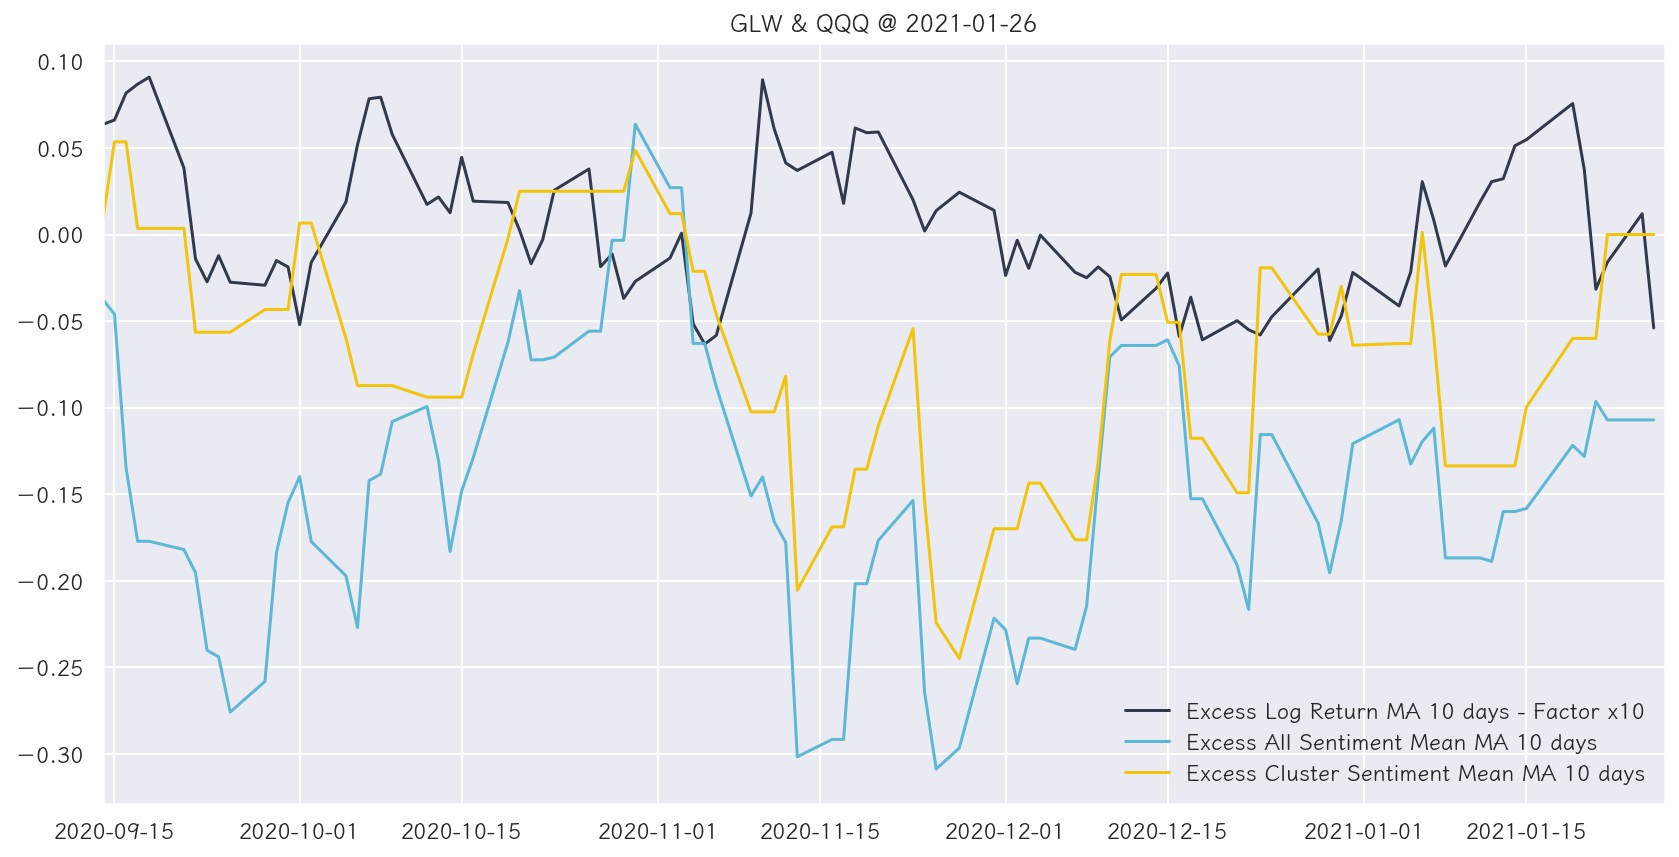 GLW & QQQ @ 2021-01-26
0.10
0.05
0.00
−0.05
−0.10
−0.15
−0.20
−0.25
−0.30
Excess Log Return MA 10 days - Factor x10
Excess All Sentiment Mean MA 10 days
Excess Cluster Sentiment Mean MA 10 days
2020-09-15 2020-10-01 2020-10-15 2020-11-01 2020-11-15 2020-12-01 2020-12-15 2021-01-01 2021-01-15